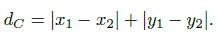 d_C = |x_1 − x_2| + |y_1 − y_2|.